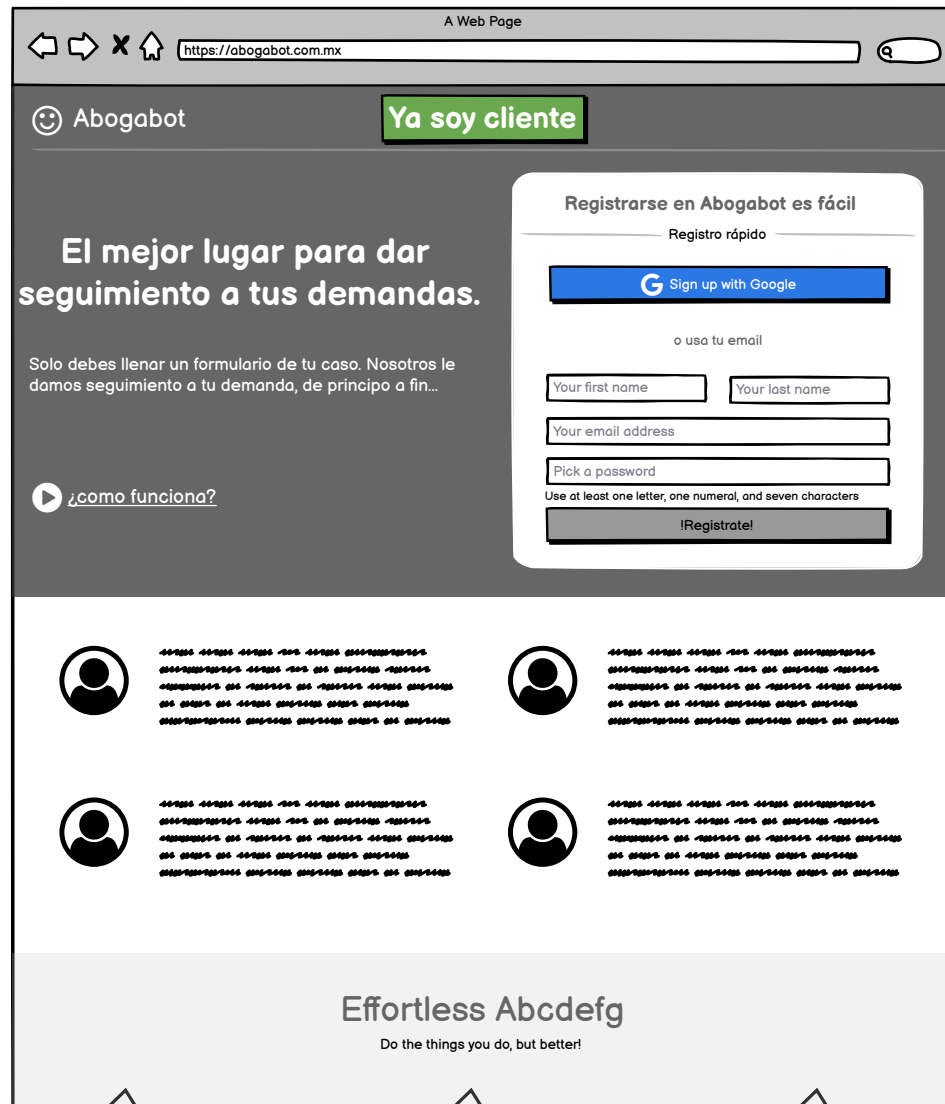 A Web Page
https://abogabot.com.mx
Abogabot
Ya soy cliente
El mejor lugar para dar
seguimiento a tus demandas.
Solo debes llenar un formulario de tu caso. Nosotros le
damos seguimiento a tu demanda, de principo a fin...
¿como funciona?
Registrarse en Abogabot es fácil
Registro rápido
G Sign up with Google
o usa tu email
Your first name
Your last name
Your email address
Pick a password
Use at least one letter, one numeral, and seven characters
!Registrate!
Effortless Abcdefg
Do the things you do, but better!